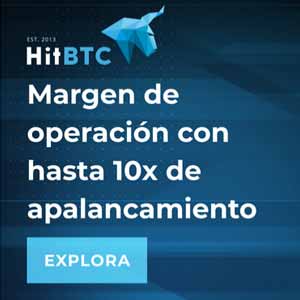 EST. 2013
HitBTC
Margen de
operación con
hasta 10x de
apalancamiento
EXPLORA